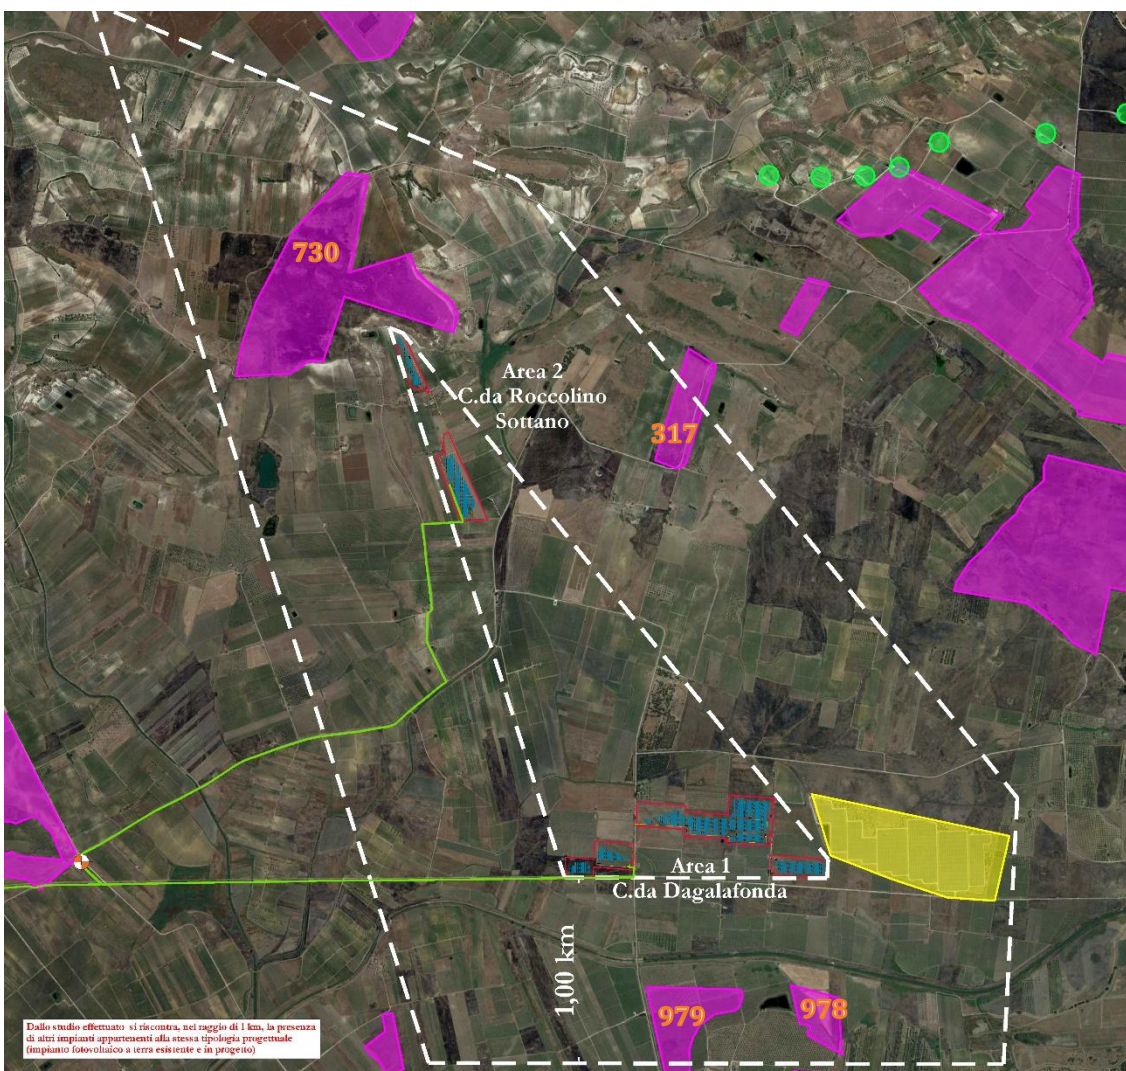 730
Area 2
C.da Roccolino
Sottano
317
Area 1
C.da Dagalafonda
1,00 km
979
978
Dallo studio effettuato si riscontra, nel raggio di 1 km, la presenza
di altri impianti appartenenti alla stessa tipologia progettuale
(impianto fotovoltaico a terra esistente e in progetto)